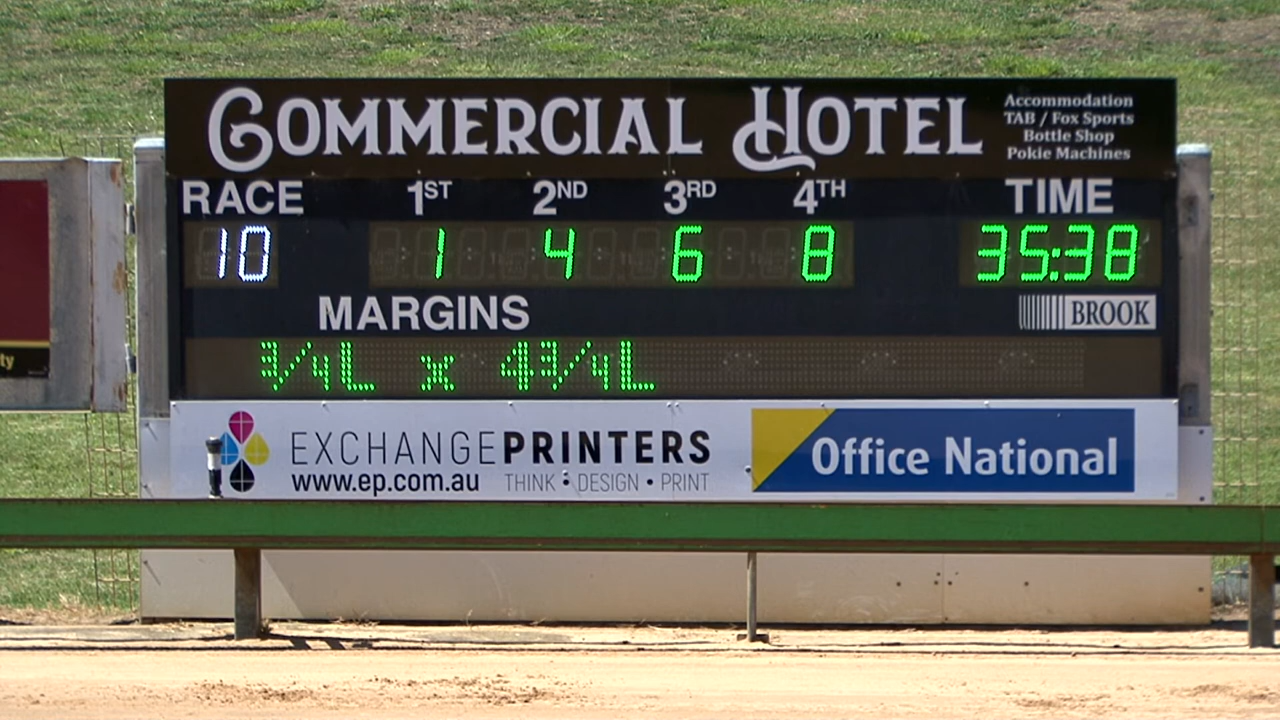 COMMERCIAL HOTEL
Accommodation
TAB / Fox Sports
Bottle Shop
Pokie Machines
RACE 1ST 2ND 3RD 4TH TIME
10 1 4 6 8 35:38
MARGINS
BROOK
¾L x 4¾L
ty
EXCHANGEPRINTERS
www.ep.com.au THINK • DESIGN • PRINT
Office National